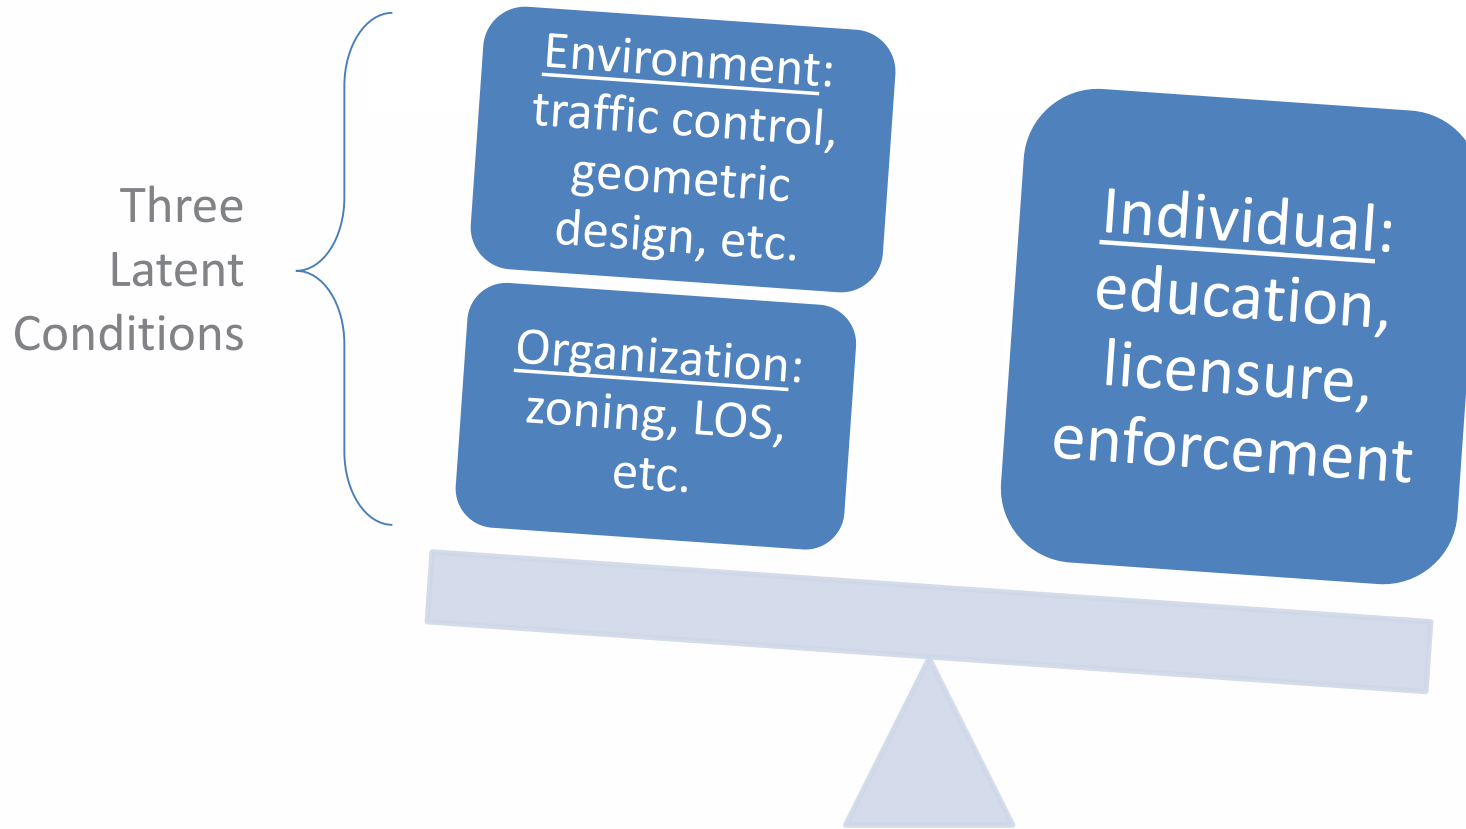 Three
Latent
Conditions
Environment:
traffic control,
geometric
design, etc.
Organization:
zoning, LOS,
etc.
Individual:
education,
licensure,
enforcement